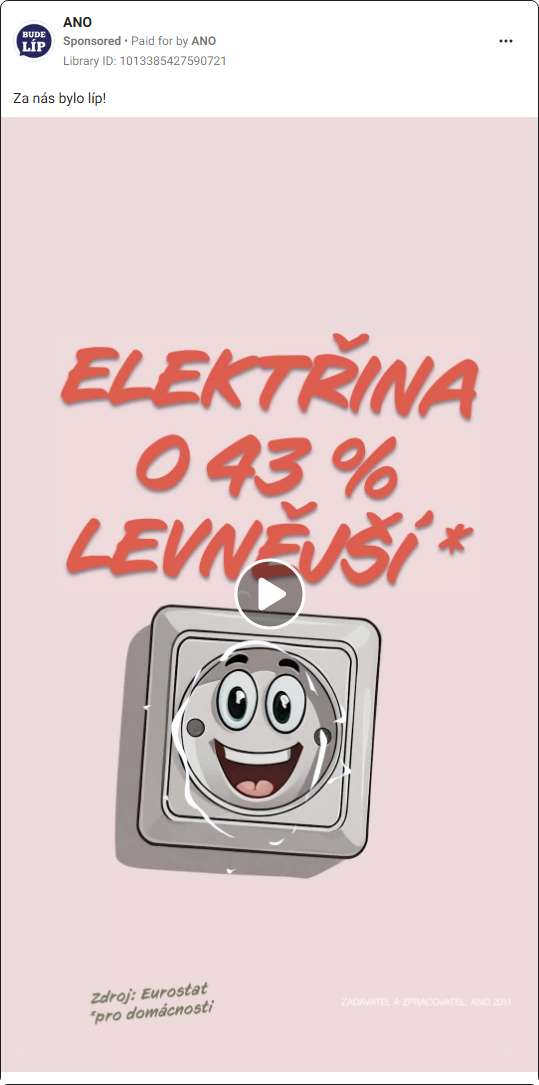 BUDE
LÍP
ANO
Sponsored • Paid for by ANO
Library ID: 1013385427590721
Za nás bylo líp!
ELEKTŘINA
O 43 %
LEVNĚJŠÍ*
Zdroj: Eurostat
*pro domácnosti
ZADAVATEL A ZPRACOVATEL: ANO 2011